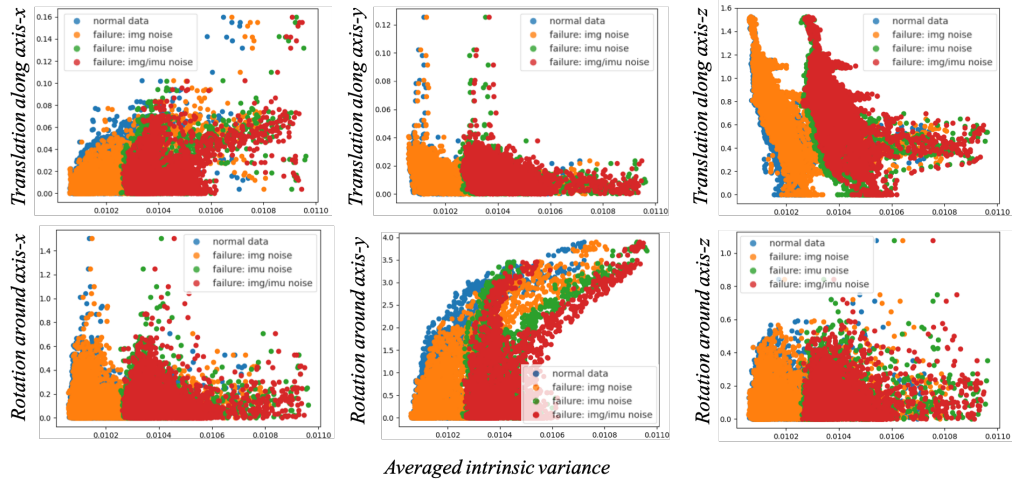 Translation along axis-x
0.16
0.14
0.12
0.10
0.08
0.06
0.04
0.02
0.00
normal data
failure: img noise
failure: imu noise
failure: img/imu noise
0.0102 0.0104 0.0106 0.0108 0.0110
Translation along axis-y
0.12
0.10
0.08
0.06
0.04
0.02
0.00
normal data
failure: img noise
failure: imu noise
failure: img/imu noise
0.0102 0.0104 0.0106 0.0108 0.0110
Translation along axis-z
1.6
1.4
1.2
1.0
0.8
0.6
0.4
0.2
0.0
normal data
failure: img noise
failure: imu noise
failure: img/imu noise
0.0102 0.0104 0.0106 0.0108 0.0110
Rotation around axis-x
1.4
1.2
1.0
0.8
0.6
0.4
0.2
0.0
normal data
failure: img noise
failure: imu noise
failure: img/imu noise
0.0102 0.0104 0.0106 0.0108 0.0110
Rotation around axis-y
4.0
3.5
3.0
2.5
2.0
1.5
1.0
0.5
0.0
normal data
failure: img noise
failure: imu noise
failure: img/imu noise
0.0102 0.0104 0.0106 0.0108 0.0110
Rotation around axis-z
1.0
0.8
0.6
0.4
0.2
0.0
normal data
failure: img noise
failure: imu noise
failure: img/imu noise
0.0102 0.0104 0.0106 0.0108 0.0110
Averaged intrinsic variance